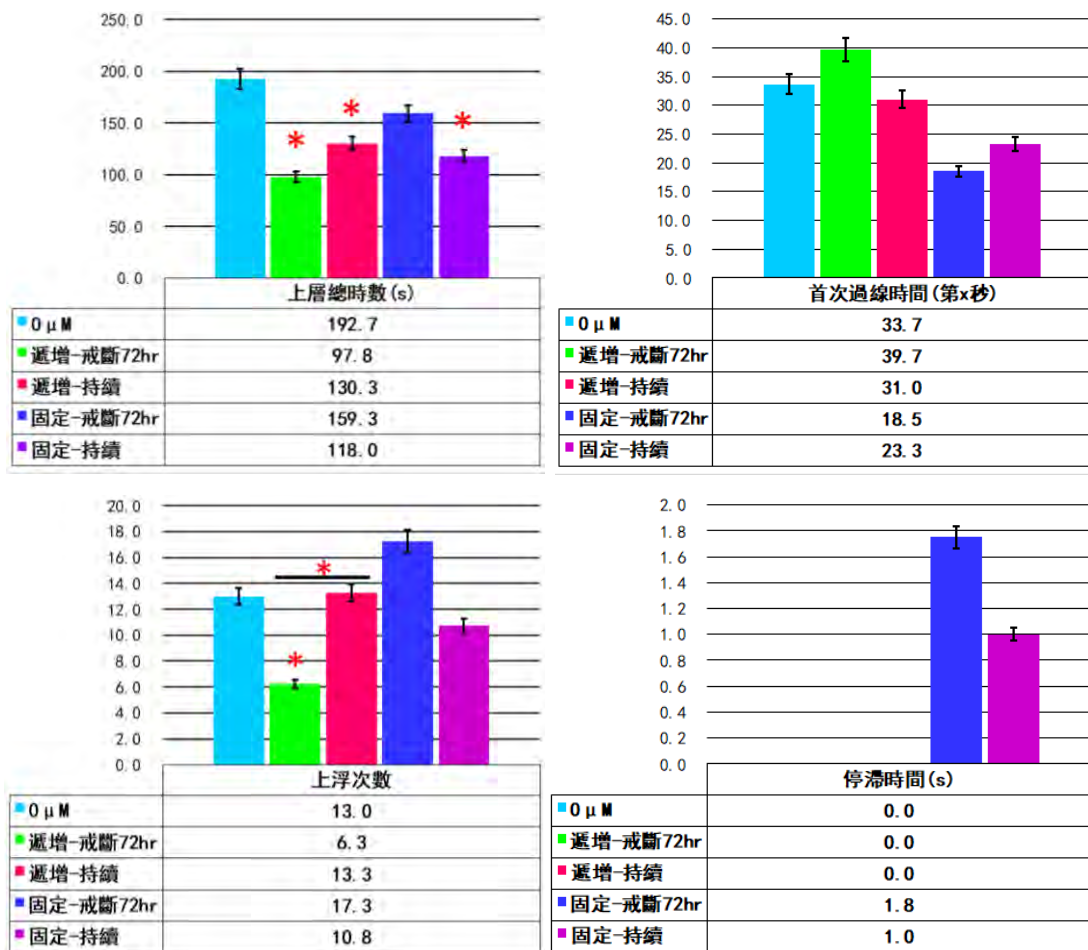 250.0
200.0
150.0
100.0
50.0
0.0
*
*
*
上層總時數(s)
0μM 192.7
遞增-戒斷72hr 97.8
遞增-持續 130.3
固定-戒斷72hr 159.3
固定-持續 118.0
45.0
40.0
35.0
30.0
25.0
20.0
15.0
10.0
5.0
0.0
首次過線時間(第x秒)
0μM 33.7
遞增-戒斷72hr 39.7
遞增-持續 31.0
固定-戒斷72hr 18.5
固定-持續 23.3
20.0
18.0
16.0
14.0
12.0
10.0
8.0
6.0
4.0
2.0
0.0
*
*
上浮次數
0μM 13.0
遞增-戒斷72hr 6.3
遞增-持續 13.3
固定-戒斷72hr 17.3
固定-持續 10.8
2.0
1.8
1.6
1.4
1.2
1.0
0.8
0.6
0.4
0.2
0.0
停滯時間(s)
0μM 0.0
遞增-戒斷72hr 0.0
遞增-持續 0.0
固定-戒斷72hr 1.8
固定-持續 1.0